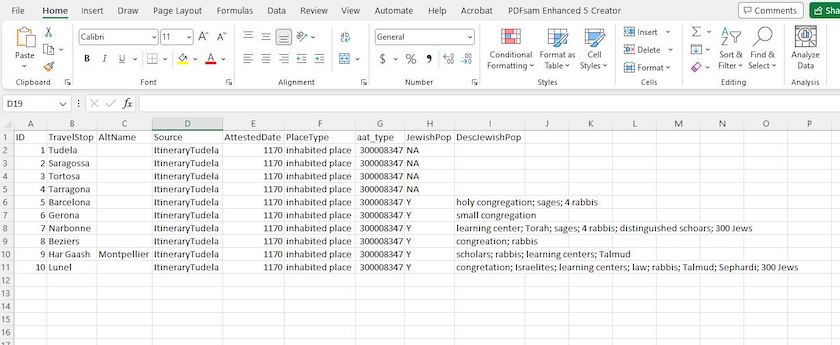 File Home Insert Draw Page Layout Formulas Data Review View Automate Help Acrobat PDFsam Enhanced 5 Creator Comments Sha
Paste Calibri 11 A A General Conditional Formatting Format as Table Cell Styles Insert Delete Format Sort & Filter Find & Select Analyze Data
B I U $ % 9
Clipboard Font Alignment Number Styles Cells Editing Analysis
D19 fx
A B C D E F G H I J K L M N O P
1 ID TravelStop AltName Source AttestedDate PlaceType aat_type JewishPop DescJewishPop
2 1 Tudela ItineraryTudela 1170 inhabited place 300008347 NA
3 2 Saragossa ItineraryTudela 1170 inhabited place 300008347 NA
4 3 Tortosa ItineraryTudela 1170 inhabited place 300008347 NA
5 4 Tarragona ItineraryTudela 1170 inhabited place 300008347 NA
6 5 Barcelona ItineraryTudela 1170 inhabited place 300008347 Y holy congregation; sages; 4 rabbis
7 6 Gerona ItineraryTudela 1170 inhabited place 300008347 Y small congregation
8 7 Narbonne ItineraryTudela 1170 inhabited place 300008347 Y learning center; Torah; sages; 4 rabbis; distinguished schoars; 300 Jews
9 8 Beziers ItineraryTudela 1170 inhabited place 300008347 Y congreation; rabbis
10 9 Har Gaash Montpellier ItineraryTudela 1170 inhabited place 300008347 Y scholars; rabbis; learning centers; Talmud
11 10 Lunel ItineraryTudela 1170 inhabited place 300008347 Y congretation; Israelites; learning centers; law; rabbis; Talmud; Sephardi; 300 Jews
12
13
14
15
16
17